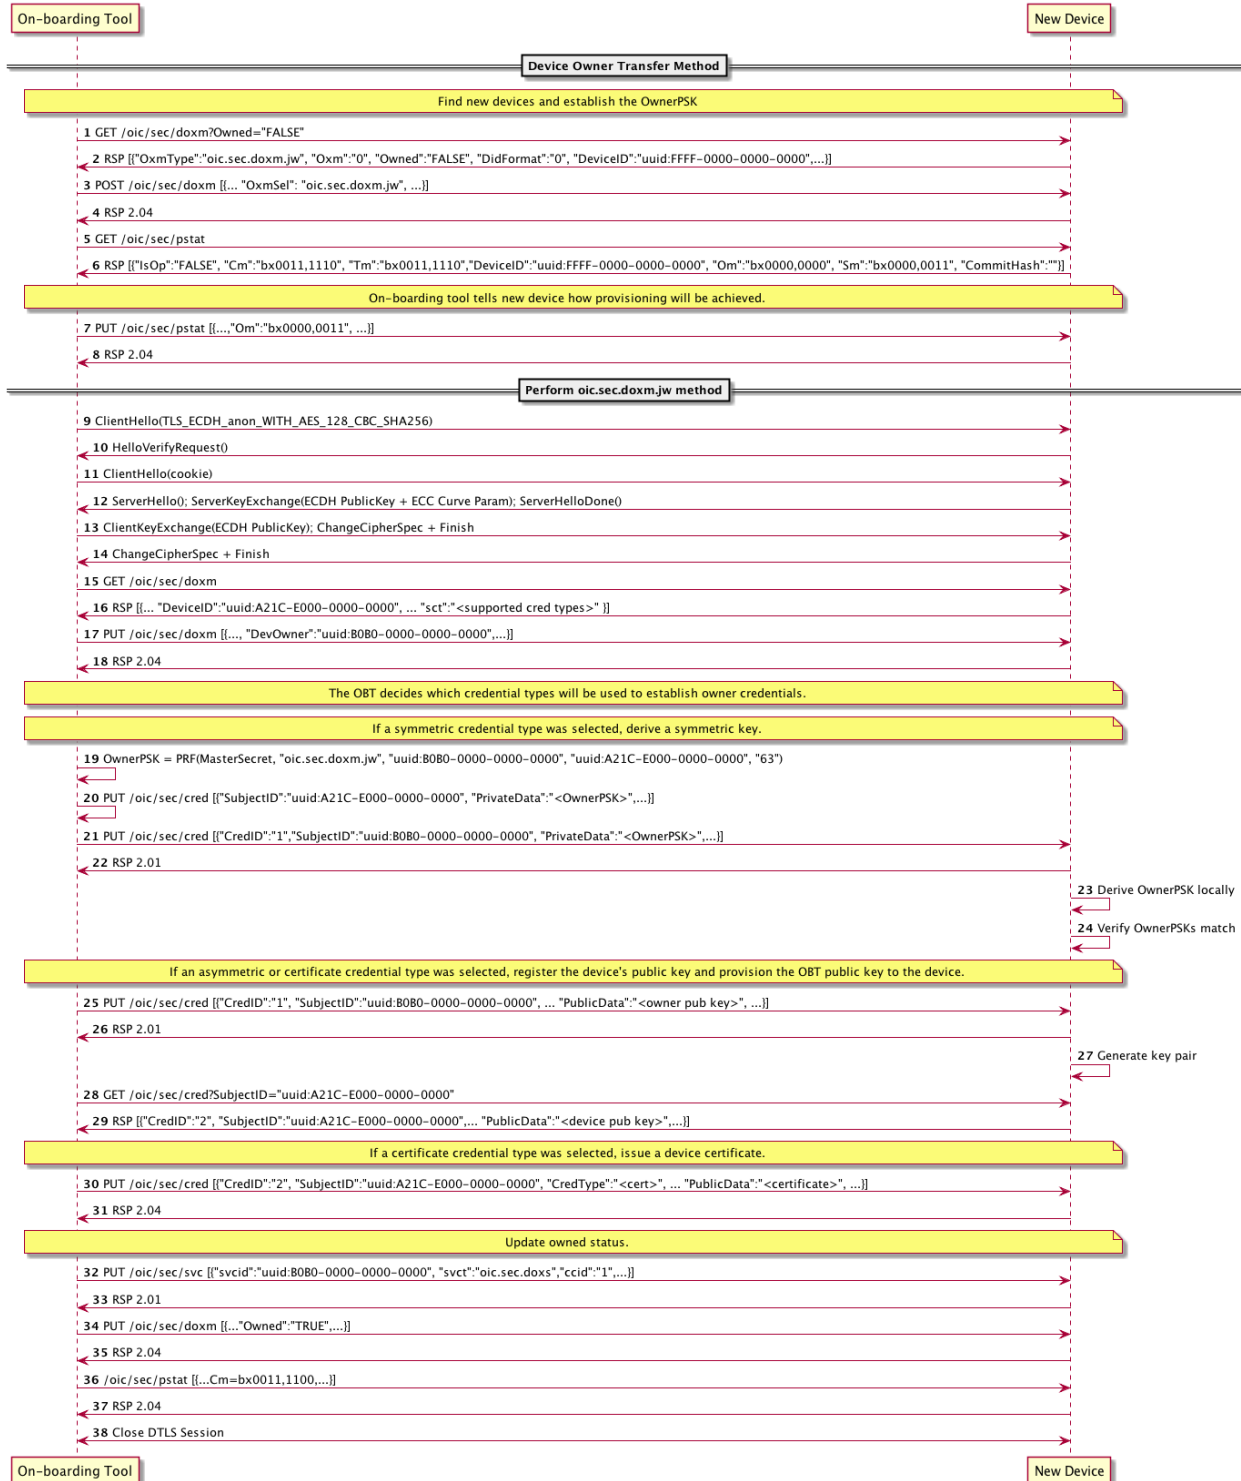 On-boarding Tool
New Device
Device Owner Transfer Method
Find new devices and establish the OwnerPSK
1 GET /oic/sec/doxm?Owned="FALSE"
2 RSP [{"OxmType":"oic.sec.doxm.jw", "Oxm":"0", "Owned":"FALSE", "DidFormat":"0", "DeviceID":"uuid:FFFF-0000-0000-0000",...}]
3 POST /oic/sec/doxm [{... "OxmSel": "oic.sec.doxm.jw", ...}]
4 RSP 2.04
5 GET /oic/sec/pstat
6 RSP [{"IsOp":"FALSE", "Cm":"bx0011,1110", "Tm":"bx0011,1110","DeviceID":"uuid:FFFF-0000-0000-0000", "Om":"bx0000,0000", "Sm":"bx0000,0011", "CommitHash":""}]
On-boarding tool tells new device how provisioning will be achieved.
7 PUT /oic/sec/pstat [{...,"Om":"bx0000,0011", ...}]
8 RSP 2.04
Perform oic.sec.doxm.jw method
9 ClientHello(TLS_ECDH_anon_WITH_AES_128_CBC_SHA256)
10 HelloVerifyRequest()
11 ClientHello(cookie)
12 ServerHello(); ServerKeyExchange(ECDH PublicKey + ECC Curve Param); ServerHelloDone()
13 ClientKeyExchange(ECDH PublicKey); ChangeCipherSpec + Finish
14 ChangeCipherSpec + Finish
15 GET /oic/sec/doxm
16 RSP [{... "DeviceID":"uuid:A21C-E000-0000-0000", ... "sct":"<supported cred types>" }]
17 PUT /oic/sec/doxm [{..., "DevOwner":"uuid:B0B0-0000-0000-0000",...}]
18 RSP 2.04
The OBT decides which credential types will be used to establish owner credentials.
If a symmetric credential type was selected, derive a symmetric key.
19 OwnerPSK = PRF(MasterSecret, "oic.sec.doxm.jw", "uuid:B0B0-0000-0000-0000", "uuid:A21C-E000-0000-0000", "63")
20 PUT /oic/sec/cred [{"SubjectID":"uuid:A21C-E000-0000-0000", "PrivateData":"<OwnerPSK>",...}]
21 PUT /oic/sec/cred [{"CredID":"1","SubjectID":"uuid:B0B0-0000-0000-0000", "PrivateData":"<OwnerPSK>",...}]
22 RSP 2.01
23 Derive OwnerPSK locally
24 Verify OwnerPSKs match
If an asymmetric or certificate credential type was selected, register the device's public key and provision the OBT public key to the device.
25 PUT /oic/sec/cred [{"CredID":"1", "SubjectID":"uuid:B0B0-0000-0000-0000", ... "PublicData":"<owner pub key>", ...}]
26 RSP 2.01
27 Generate key pair
28 GET /oic/sec/cred?SubjectID="uuid:A21C-E000-0000-0000"
29 RSP [{"CredID":"2", "SubjectID":"uuid:A21C-E000-0000-0000",... "PublicData":"<device pub key>",...}]
If a certificate credential type was selected, issue a device certificate.
30 PUT /oic/sec/cred [{"CredID":"2", "SubjectID":"uuid:A21C-E000-0000-0000", "CredType":"<cert>", ... "PublicData":"<certificate>", ...}]
31 RSP 2.04
Update owned status.
32 PUT /oic/sec/svc [{"svcid":"uuid:B0B0-0000-0000-0000", "svct":"oic.sec.doxs","ccid":"1",...}]
33 RSP 2.01
34 PUT /oic/sec/doxm [{..."Owned":"TRUE",...}]
35 RSP 2.04
36 /oic/sec/pstat [{...Cm=bx0011,1100,...}]
37 RSP 2.04
38 Close DTLS Session
On-boarding Tool
New Device